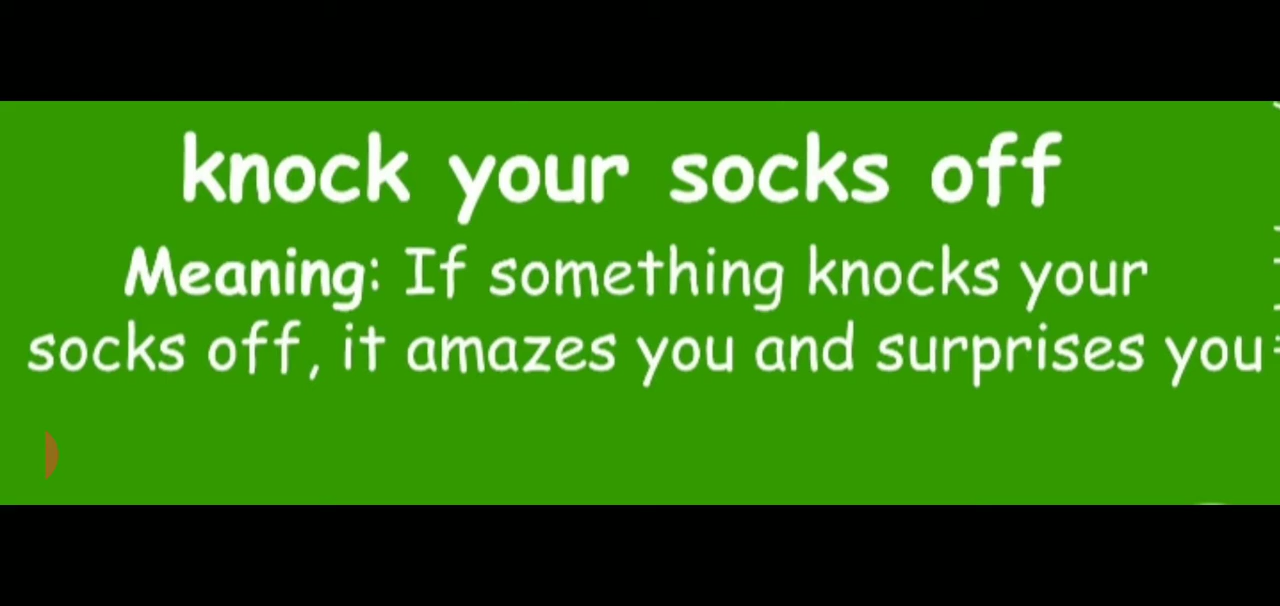 knock your socks off
Meaning: If something knocks your
socks off, it amazes you and surprises you